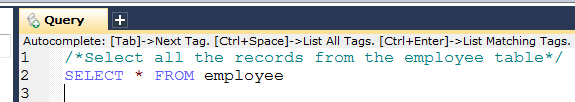 Query
Autocomplete: [Tab]->Next Tag. [Ctrl+Space]->List All Tags. [Ctrl+Enter]->List Matching Tags.
1 /*Select all the records from the employee table*/
2 SELECT * FROM employee
3